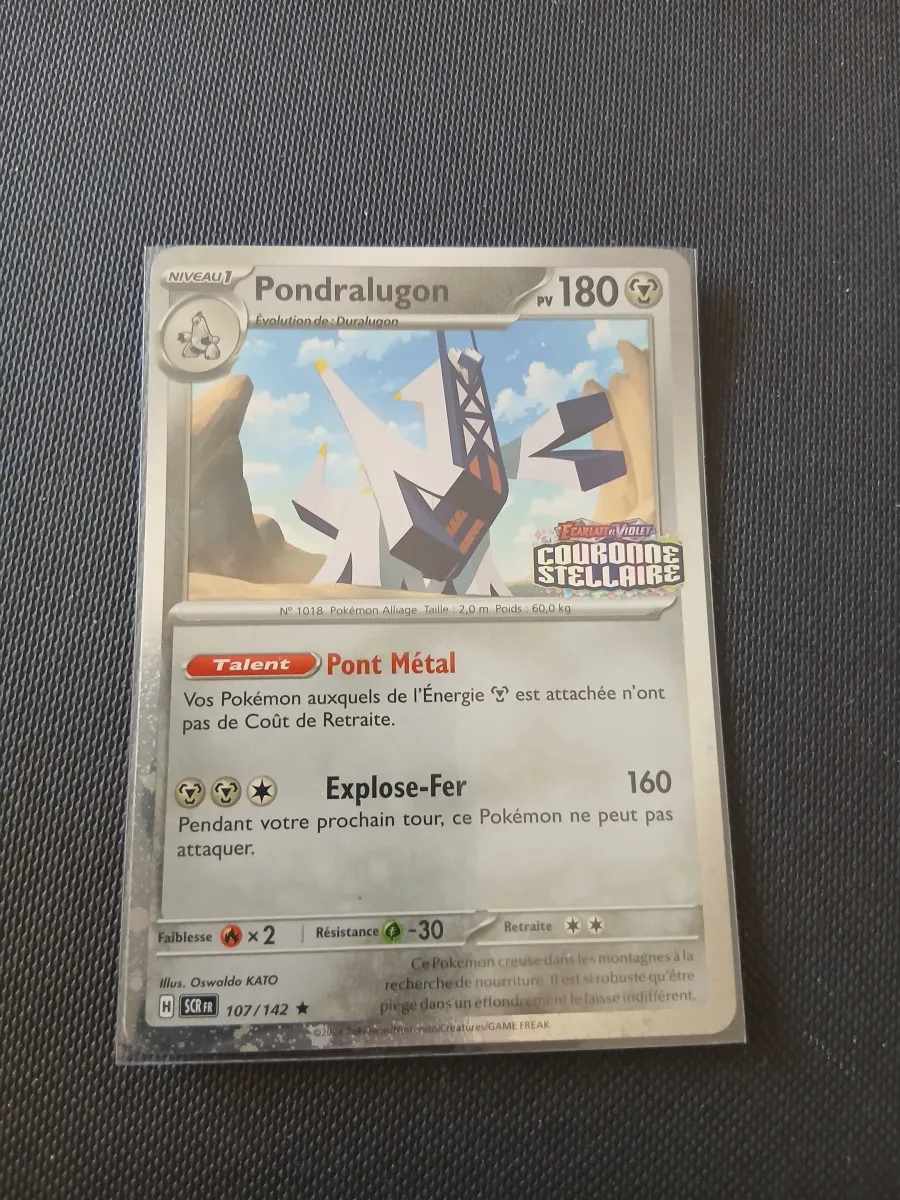 NIVEAU 1
Pondralugon
PV 180
Évolution de : Duralugon
ÉCARLATE ET VIOLET
COURONNE
STELLAIRE
N° 1018 Pokémon Alliage Taille : 2,0 m Poids : 60,0 kg
Talent Pont Métal
Vos Pokémon auxquels de l'Énergie est attachée n'ont
pas de Coût de Retraite.
Explose-Fer 160
Pendant votre prochain tour, ce Pokémon ne peut pas
attaquer.
Faiblesse ×2 Résistance -30 Retraite
Illus. Oswaldo KATO
Ce Pokémon creuse dans les montagnes à la
recherche de nourriture. Il est si robuste qu'être
piégé dans un effondrement le laisse indifférent.
H SCR FR 107/142
Pokémon/Nintendo/Creatures/GAME FREAK